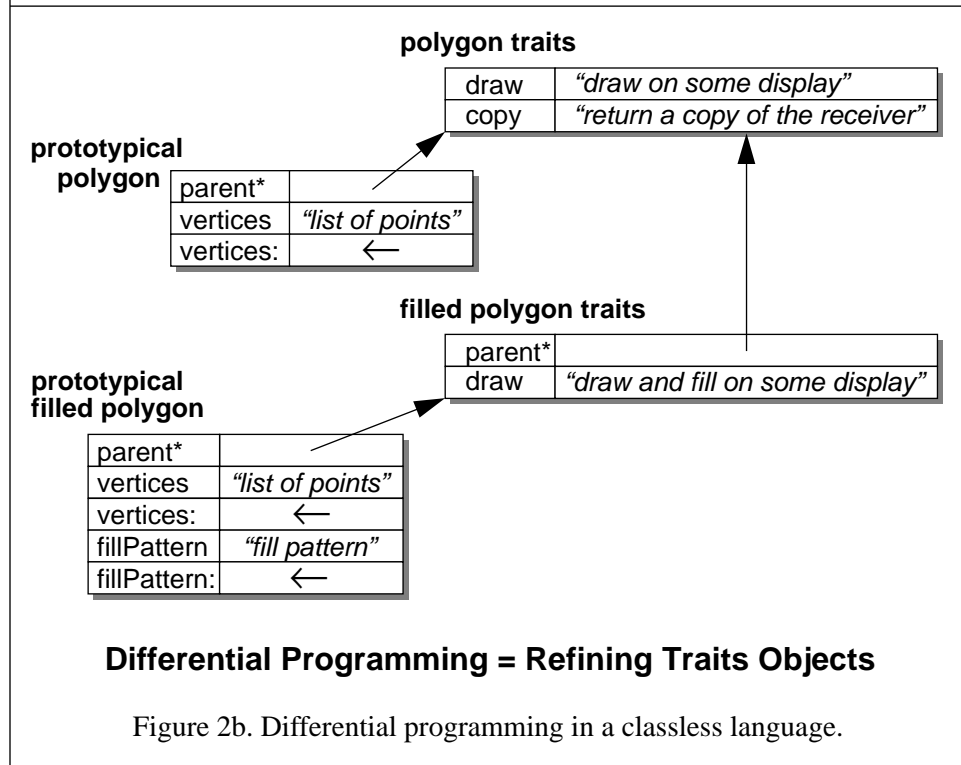 polygon traits
draw “draw on some display”
copy “return a copy of the receiver”
prototypical
polygon
parent*
vertices “list of points”
vertices: ←
filled polygon traits
parent*
draw “draw and fill on some display”
prototypical
filled polygon
parent*
vertices “list of points”
vertices: ←
fillPattern “fill pattern”
fillPattern: ←
Differential Programming = Refining Traits Objects
Figure 2b. Differential programming in a classless language.